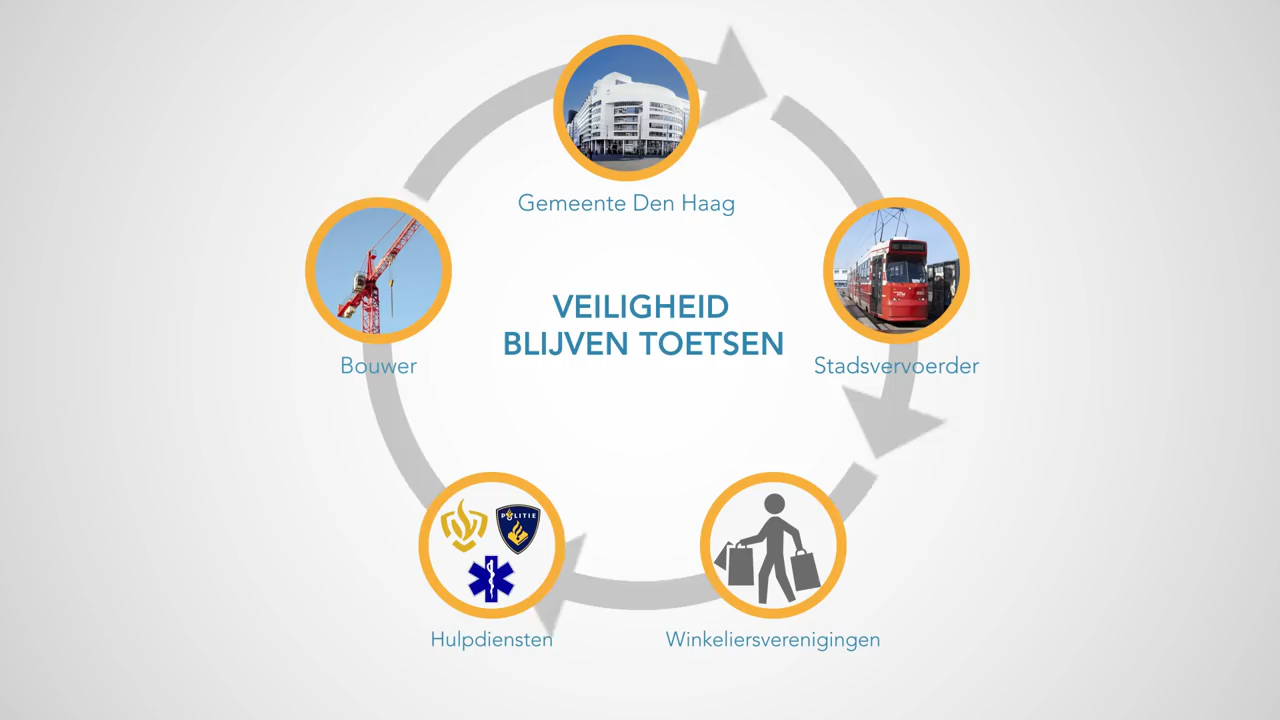 Gemeente Den Haag
VEILIGHEID
BLIJVEN TOETSEN
Bouwer
Stadsvervoerder
POLITIE
Hulpdiensten
Winkeliersverenigingen